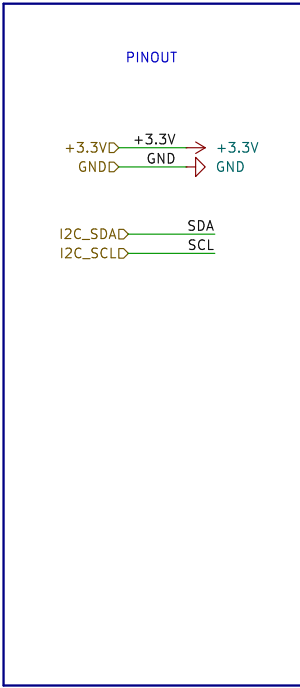 PINOUT
+3.3V +3.3V +3.3V
GND GND GND
I2C_SDA SDA
I2C_SCL SCL